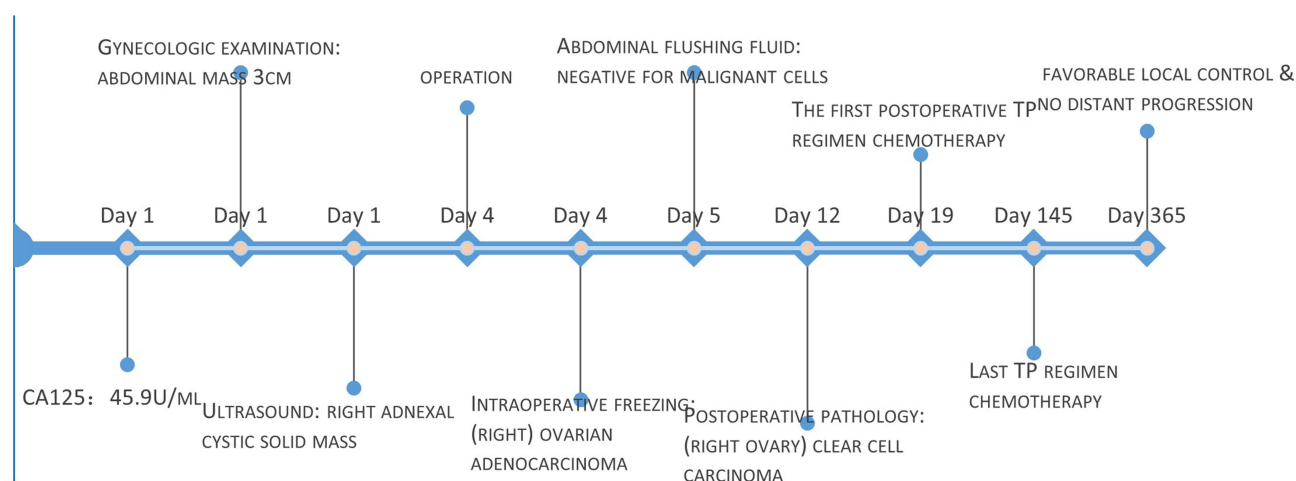 GYNECOLOGIC EXAMINATION:
ABDOMINAL MASS 3CM
OPERATION
ABDOMINAL FLUSHING FLUID:
NEGATIVE FOR MALIGNANT CELLS
THE FIRST POSTOPERATIVE TP
REGIMEN CHEMOTHERAPY
FAVORABLE LOCAL CONTROL &
NO DISTANT PROGRESSION
Day 1 Day 1 Day 1 Day 4 Day 4 Day 5 Day 12 Day 19 Day 145 Day 365
CA125：45.9U/ML
ULTRASOUND: RIGHT ADNEXAL
CYSTIC SOLID MASS
INTRAOPERATIVE FREEZING:
(RIGHT) OVARIAN
ADENOCARCINOMA
POSTOPERATIVE PATHOLOGY:
(RIGHT OVARY) CLEAR CELL
CARCINOMA
LAST TP REGIMEN
CHEMOTHERAPY